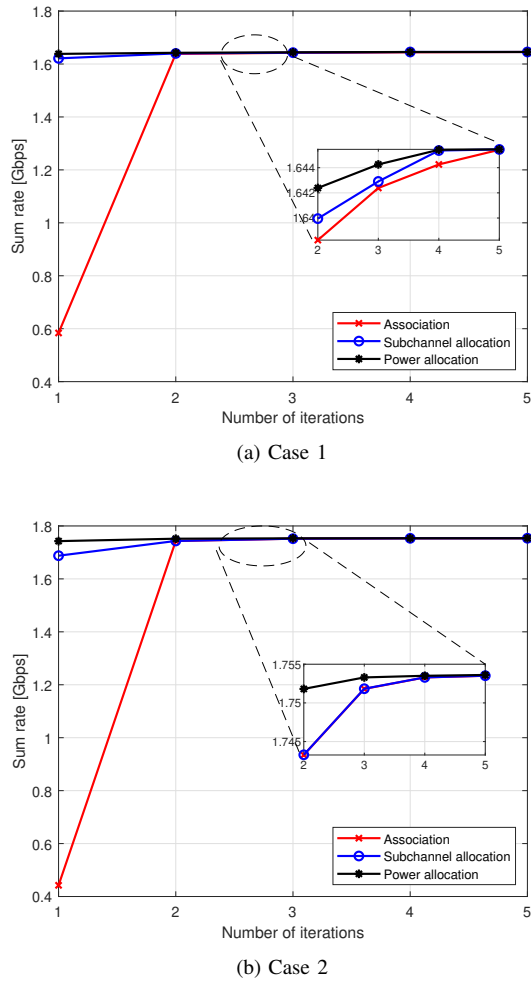 1.8
1.6
1.4
1.2
1
0.8
0.6
0.4
Sum rate [Gbps]
1.644
1.642
1.64
2 3 4 5
Association
Subchannel allocation
Power allocation
1 2 3 4 5
Number of iterations
(a) Case 1
1.8
1.6
1.4
1.2
1
0.8
0.6
0.4
Sum rate [Gbps]
1.755
1.75
1.745
2 3 4 5
Association
Subchannel allocation
Power allocation
1 2 3 4 5
Number of iterations
(b) Case 2